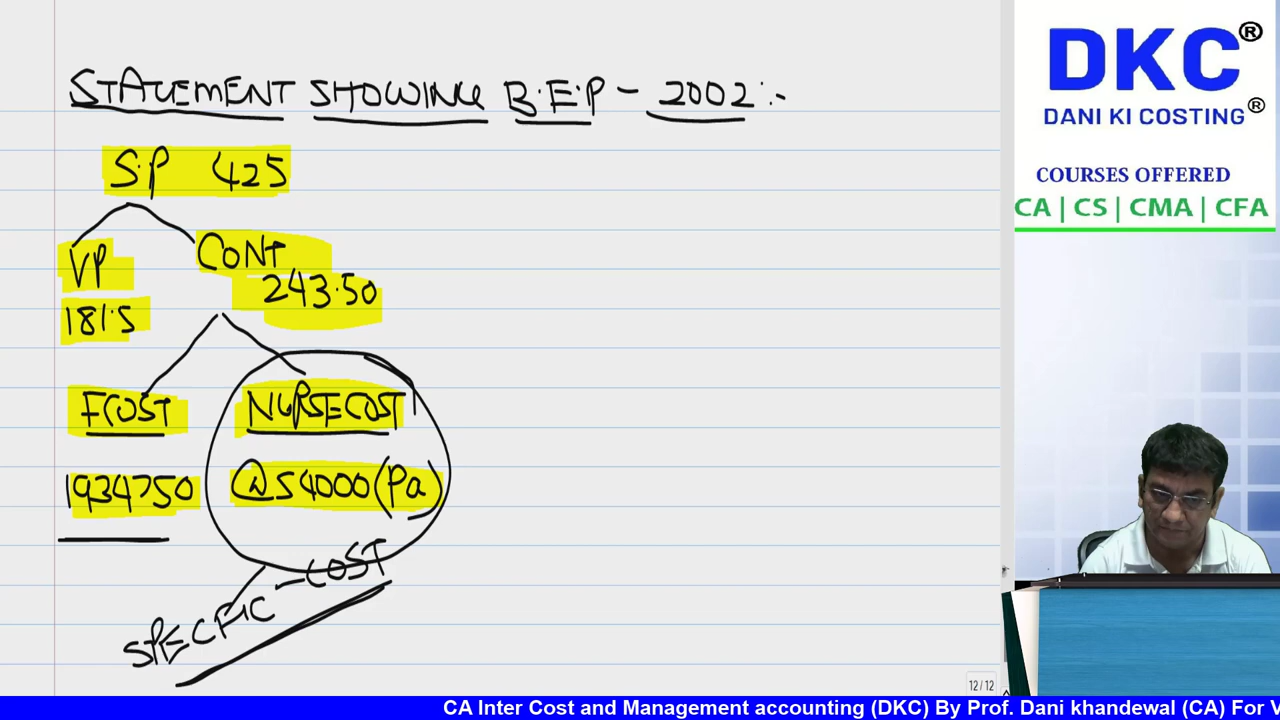 STATEMENT SHOWING B.E.P - 2002 :-
S.P 425
VP CONT
181.5 243.50
FCOST NURSE COST
1934750 @54000 (Pa)
SPECFIC - COST
12/12
DKC®
DANI KI COSTING®
COURSES OFFERED
CA | CS | CMA | CFA
CA Inter Cost and Management accounting (DKC) By Prof. Dani khandewal (CA) For V